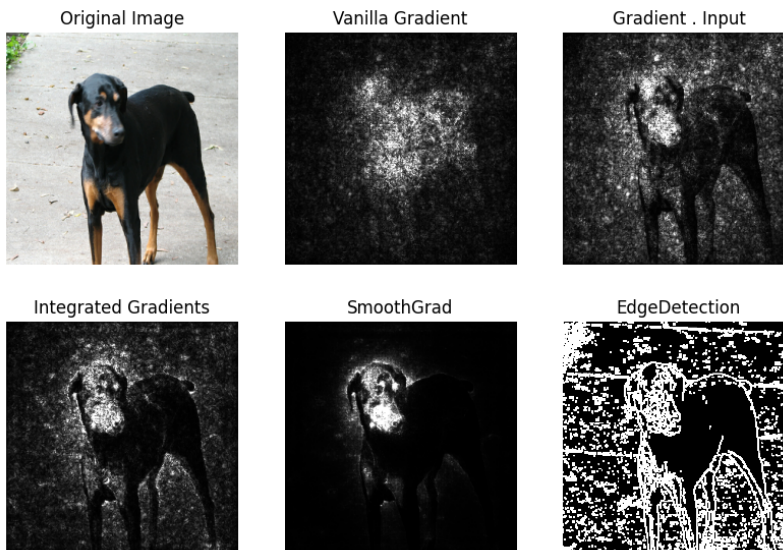 Original Image
Vanilla Gradient
Gradient . Input
Integrated Gradients
SmoothGrad
EdgeDetection